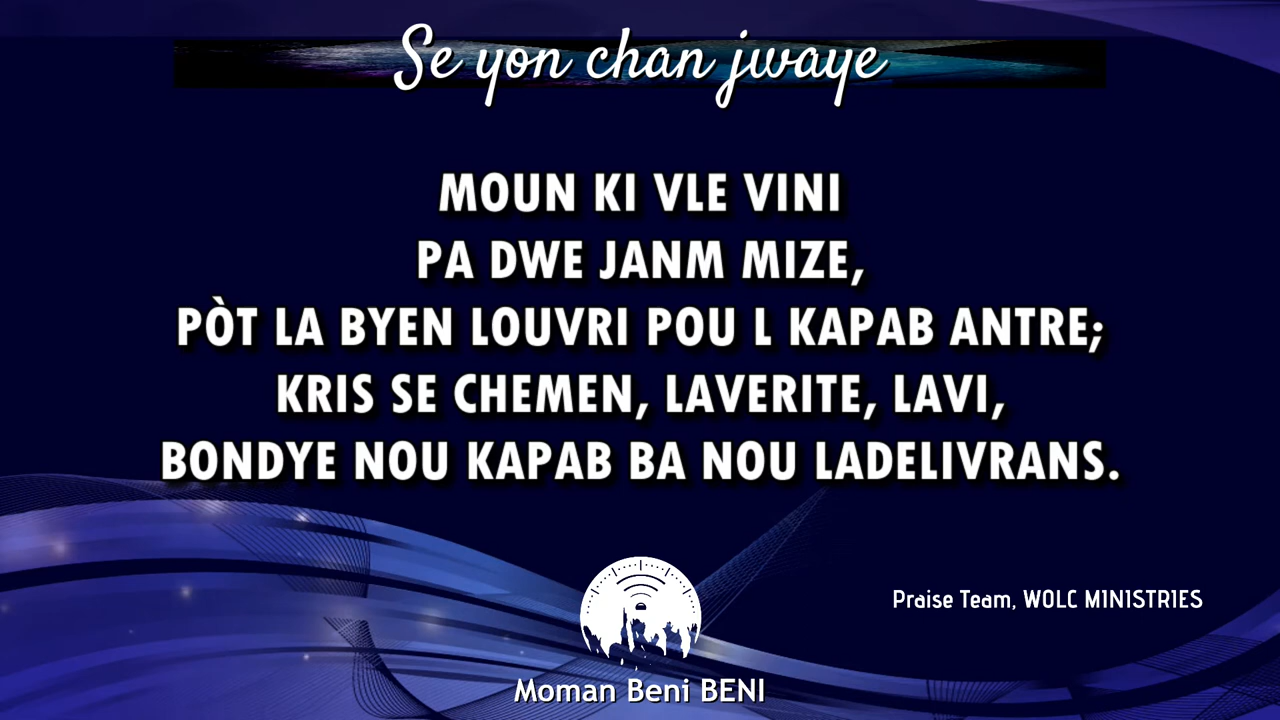 Se yon chan jwaye
MOUN KI VLE VINI
PA DWE JANM MIZE,
PÒT LA BYEN LOUVRI POU L KAPAB ANTRE;
KRIS SE CHEMEN, LAVERITE, LAVI,
BONDYE NOU KAPAB BA NOU LADELIVRANS.
Praise Team, WOLC MINISTRIES
Moman Beni BENI